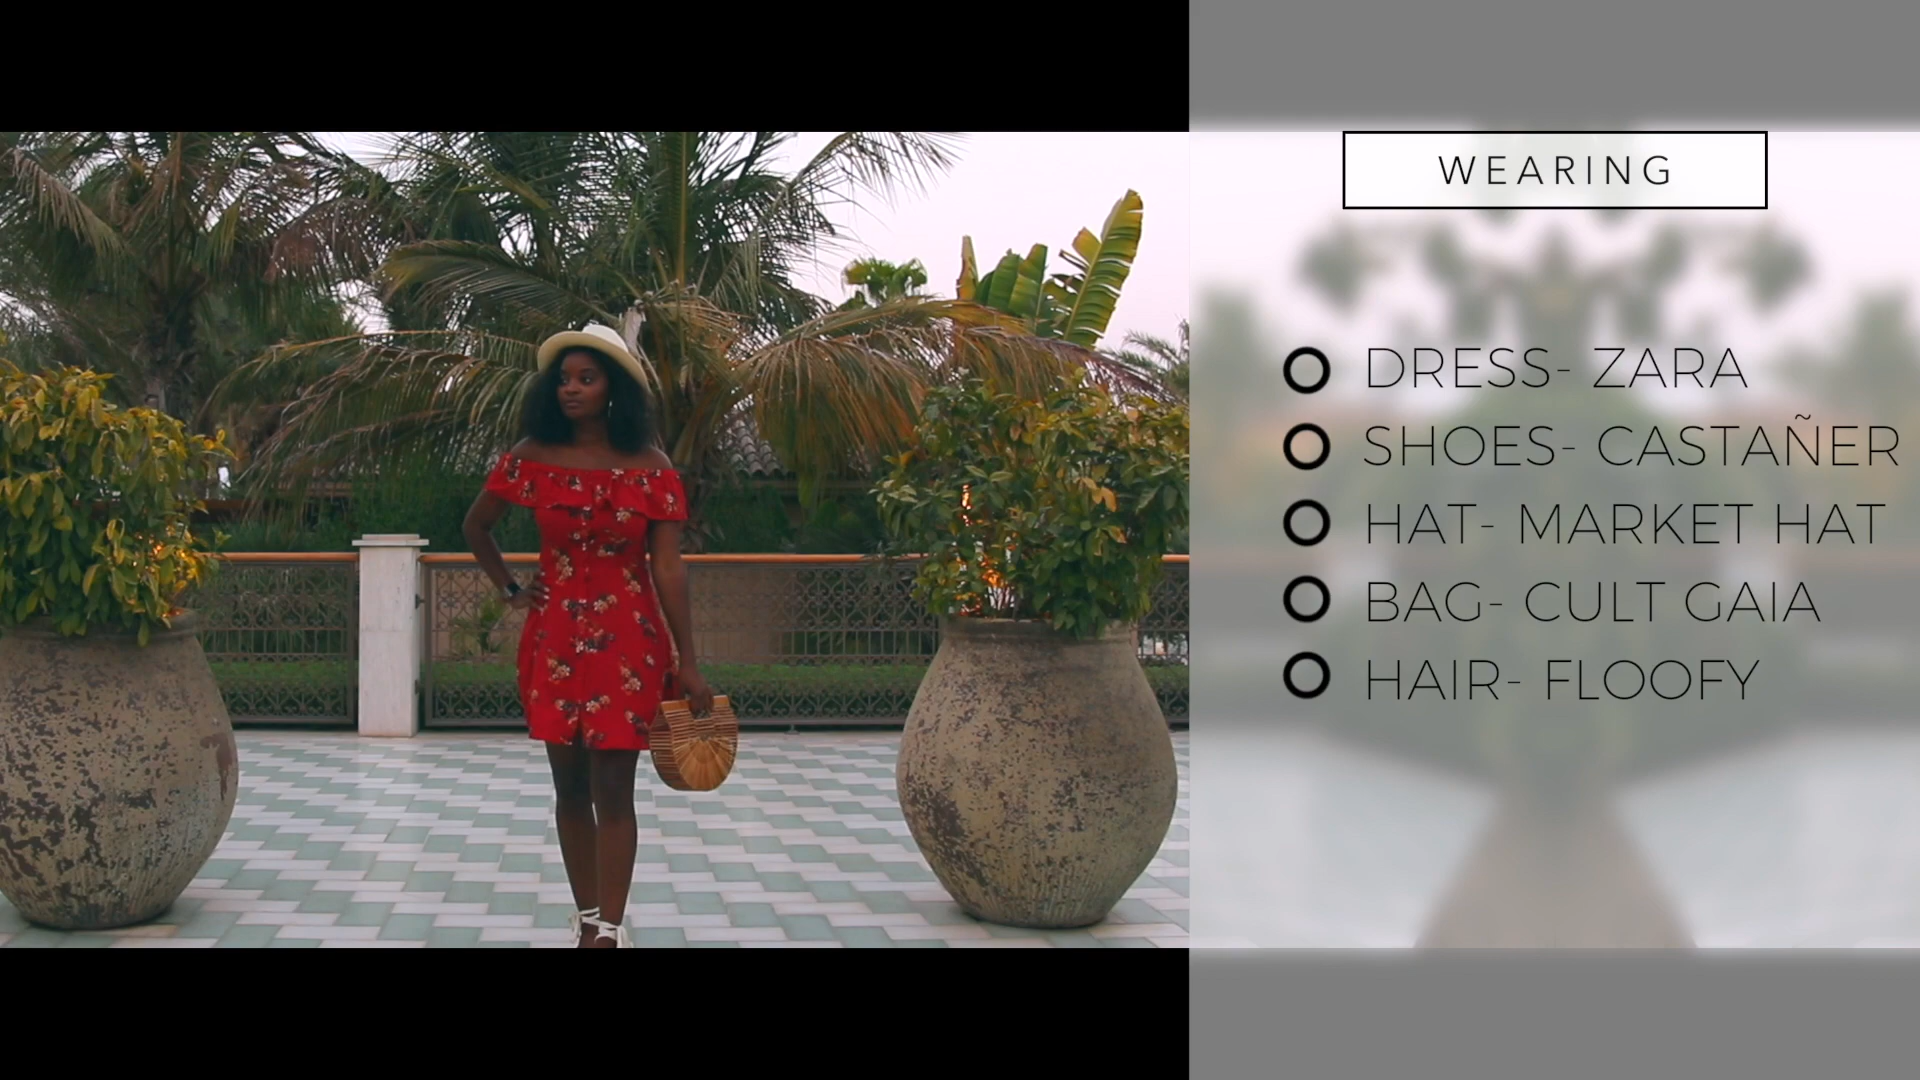 WEARING
DRESS- ZARA
SHOES- CASTAÑER
HAT- MARKET HAT
BAG- CULT GAIA
HAIR- FLOOFY